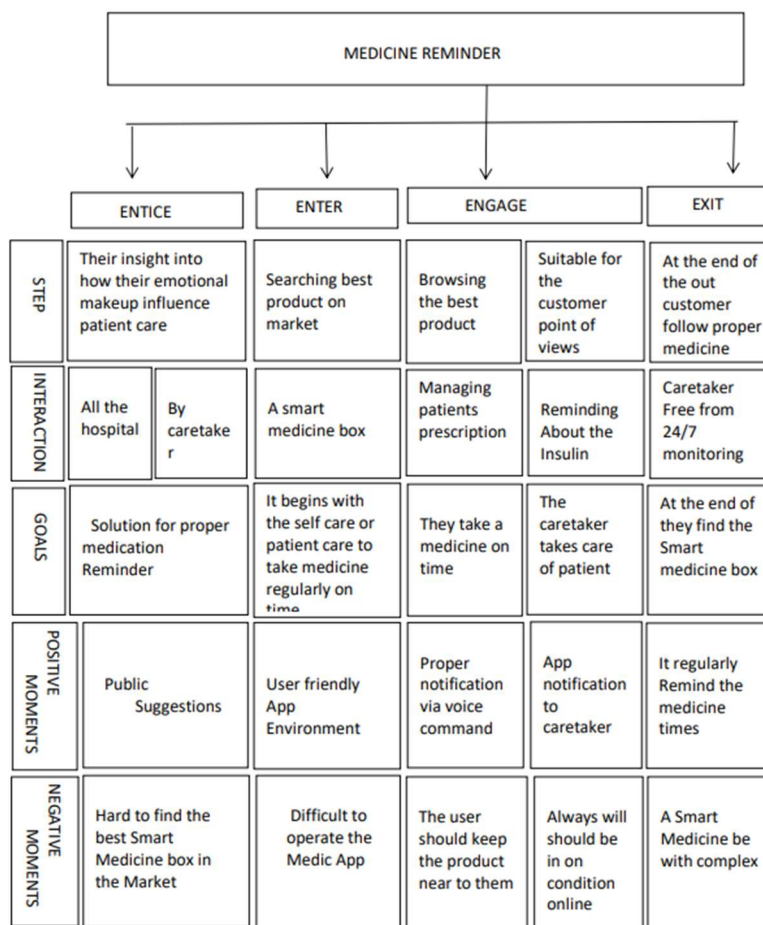 MEDICINE REMINDER
ENTICE
ENTER
ENGAGE
EXIT
STEP
Their insight into
how their emotional
makeup influence
patient care
Searching best
product on
market
Browsing
the best
product
Suitable for
the
customer
point of
views
At the end of
the out
customer
follow proper
medicine
INTERACTION
All the
hospital
By
caretake
r
A smart
medicine box
Managing
patients
prescription
Reminding
About the
Insulin
Caretaker
Free from
24/7
monitoring
GOALS
Solution for proper
medication
Reminder
It begins with
the self care or
patient care to
take medicine
regularly on
time
They take a
medicine on
time
The
caretaker
takes care
of patient
At the end of
they find the
Smart
medicine box
POSITIVE
MOMENTS
Public
Suggestions
User friendly
App
Environment
Proper
notification
via voice
command
App
notification
to
caretaker
It regularly
Remind the
medicine
times
NEGATIVE
MOMENTS
Hard to find the
best Smart
Medicine box in
the Market
Difficult to
operate the
Medic App
The user
should keep
the product
near to them
Always will
should be
in on
condition
online
A Smart
Medicine be
with complex